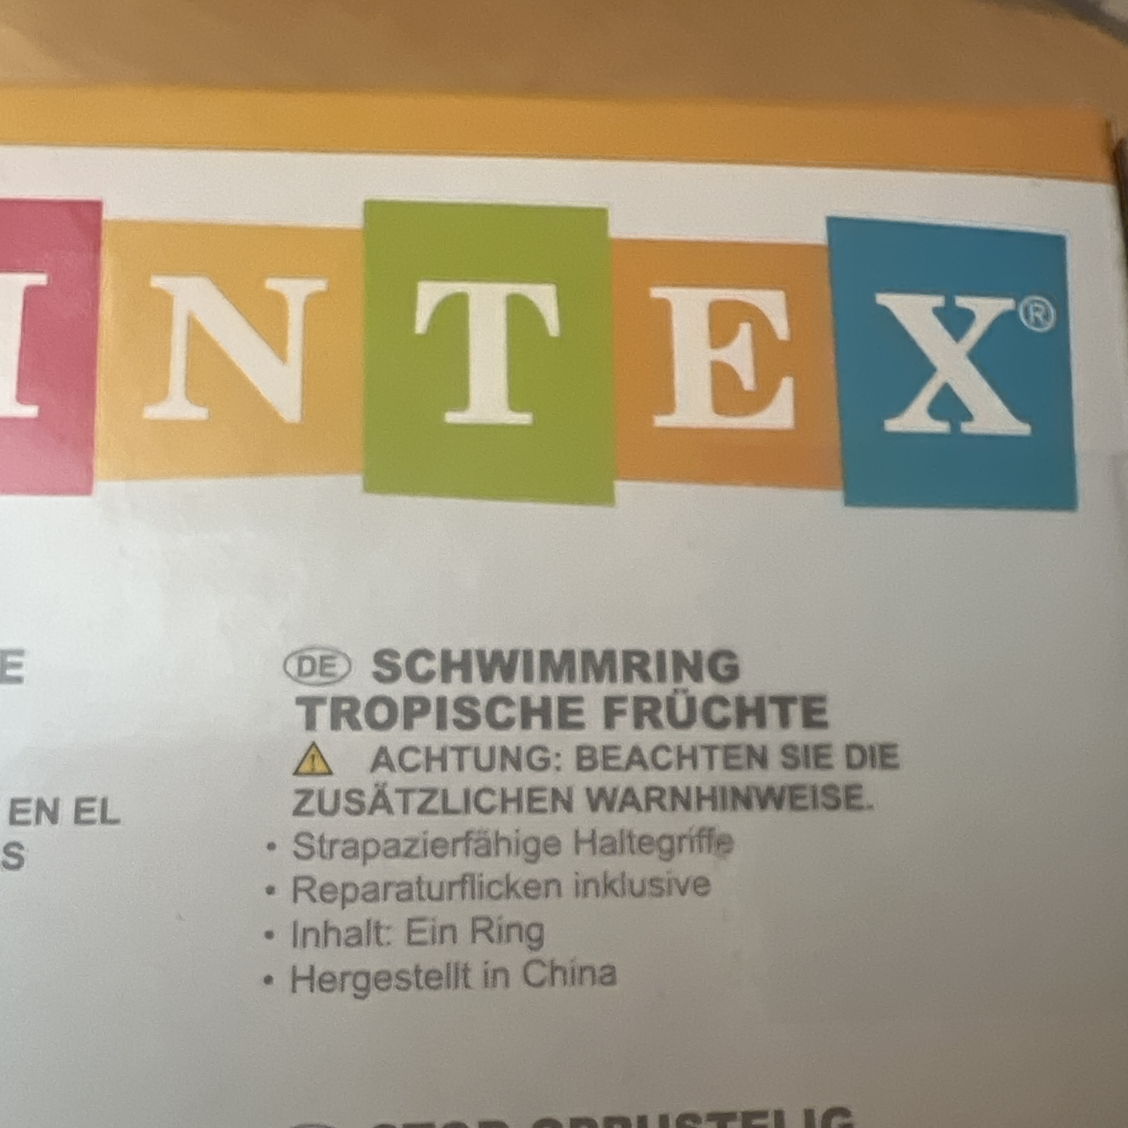 INTEX®
E
DE SCHWIMMRING
TROPISCHE FRÜCHTE
⚠ ACHTUNG: BEACHTEN SIE DIE
EN EL
ZUSÄTZLICHEN WARNHINWEISE.
S
• Strapazierfähige Haltegriffe
• Reparaturflicken inklusive
• Inhalt: Ein Ring
• Hergestellt in China